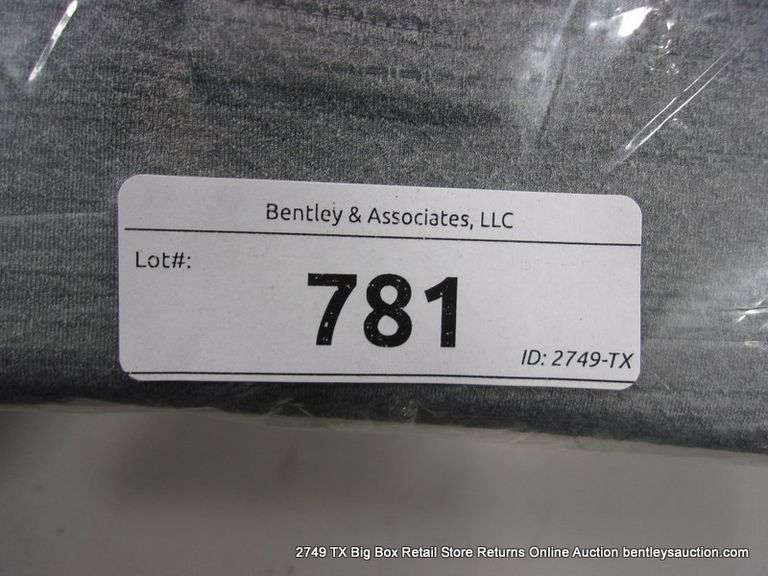 Bentley & Associates, LLC
Lot#:
781
ID: 2749-TX
2749 TX Big Box Retail Store Returns Online Auction bentleysauction.com